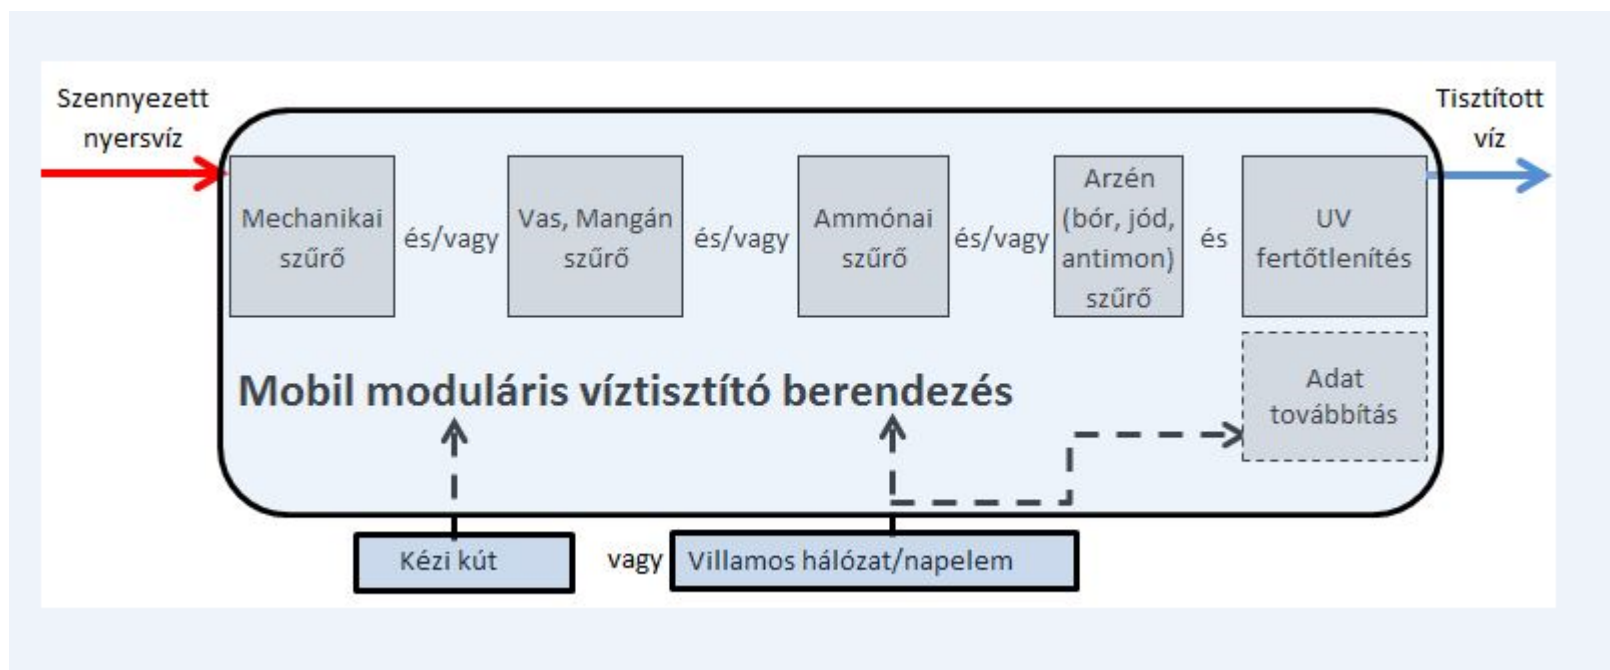 Szennyezett
nyersvíz
Tisztított
víz
Mechanikai
szűrő
és/vagy
Vas, Mangán
szűrő
és/vagy
Ammónai
szűrő
és/vagy
Arzén
(bór, jód,
antimon)
szűrő
és
UV
fertőtlenítés
Mobil moduláris víztisztító berendezés
Adat
továbbítás
Kézi kút
vagy
Villamos hálózat/napelem